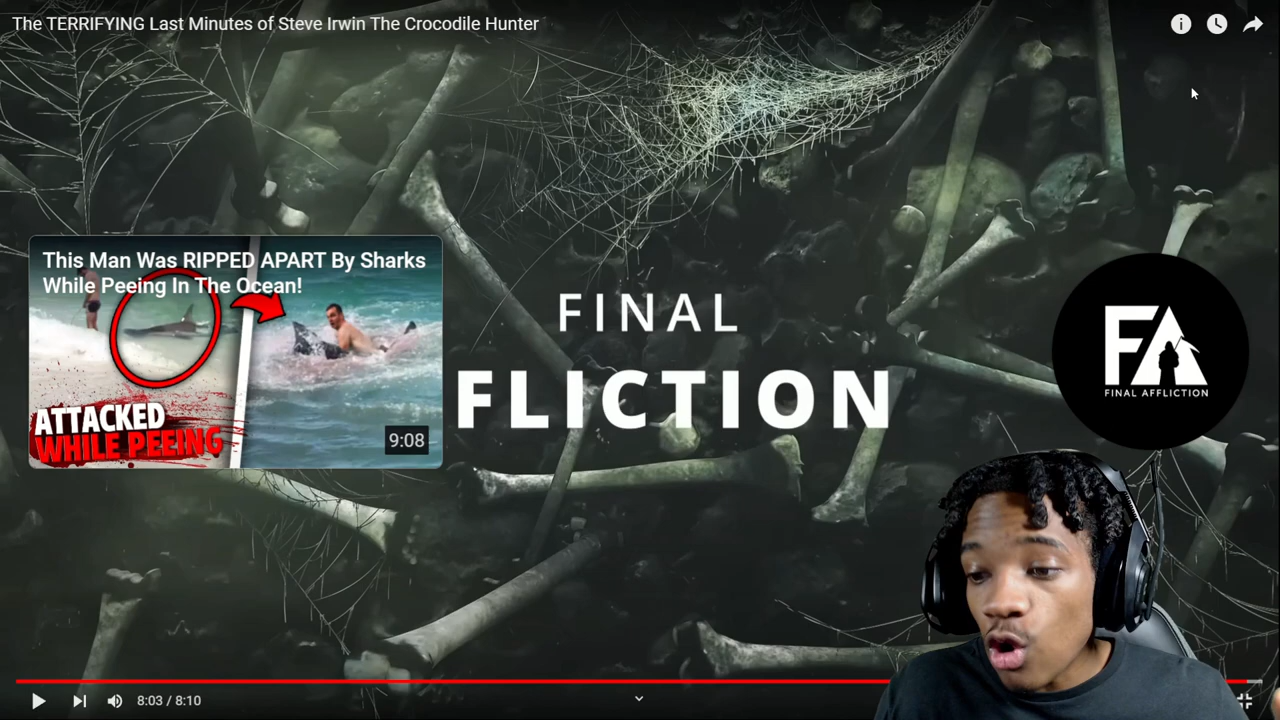 The TERRIFYING Last Minutes of Steve Irwin The Crocodile Hunter
This Man Was RIPPED APART By Sharks
While Peeing In The Ocean!
ATTACKED
WHILE PEEING
9:08
FINAL
FLICTION
FA
FINAL AFFLICTION
8:03 / 8:10